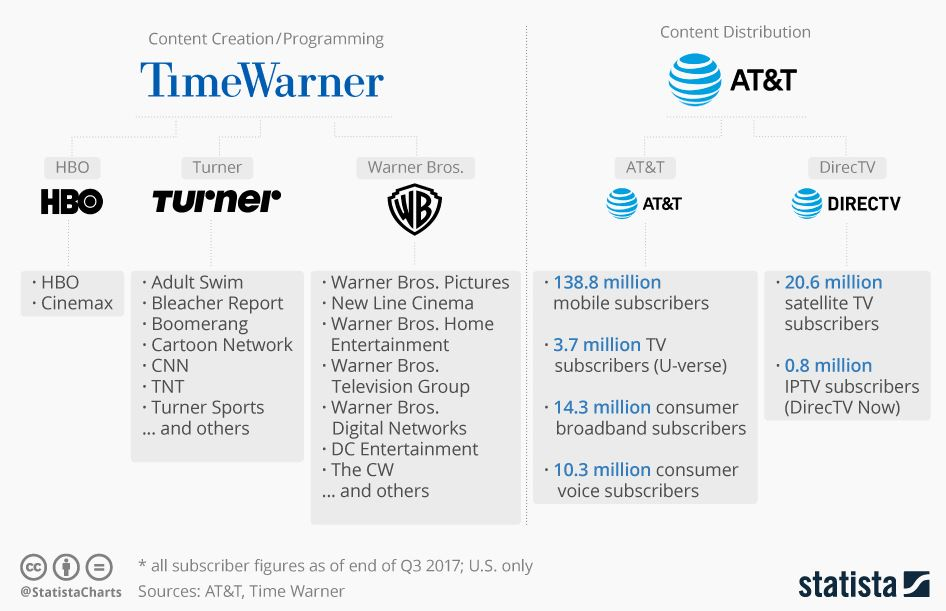 Content Creation/Programming
TimeWarner
HBO
HBO
· HBO
· Cinemax
Turner
Turner
· Adult Swim
· Bleacher Report
· Boomerang
· Cartoon Network
· CNN
· TNT
· Turner Sports
... and others
Warner Bros.
WB
· Warner Bros. Pictures
· New Line Cinema
· Warner Bros. Home
Entertainment
· Warner Bros.
Television Group
· Warner Bros.
Digital Networks
· DC Entertainment
· The CW
... and others
Content Distribution
AT&T
AT&T
AT&T
· 138.8 million
mobile subscribers
· 3.7 million TV
subscribers (U-verse)
· 14.3 million consumer
broadband subscribers
· 10.3 million consumer
voice subscribers
DirecTV
DIRECTV
· 20.6 million
satellite TV
subscribers
· 0.8 million
IPTV subscribers
(DirecTV Now)
cc
@StatistaCharts
* all subscriber figures as of end of Q3 2017; U.S. only
Sources: AT&T, Time Warner
statista